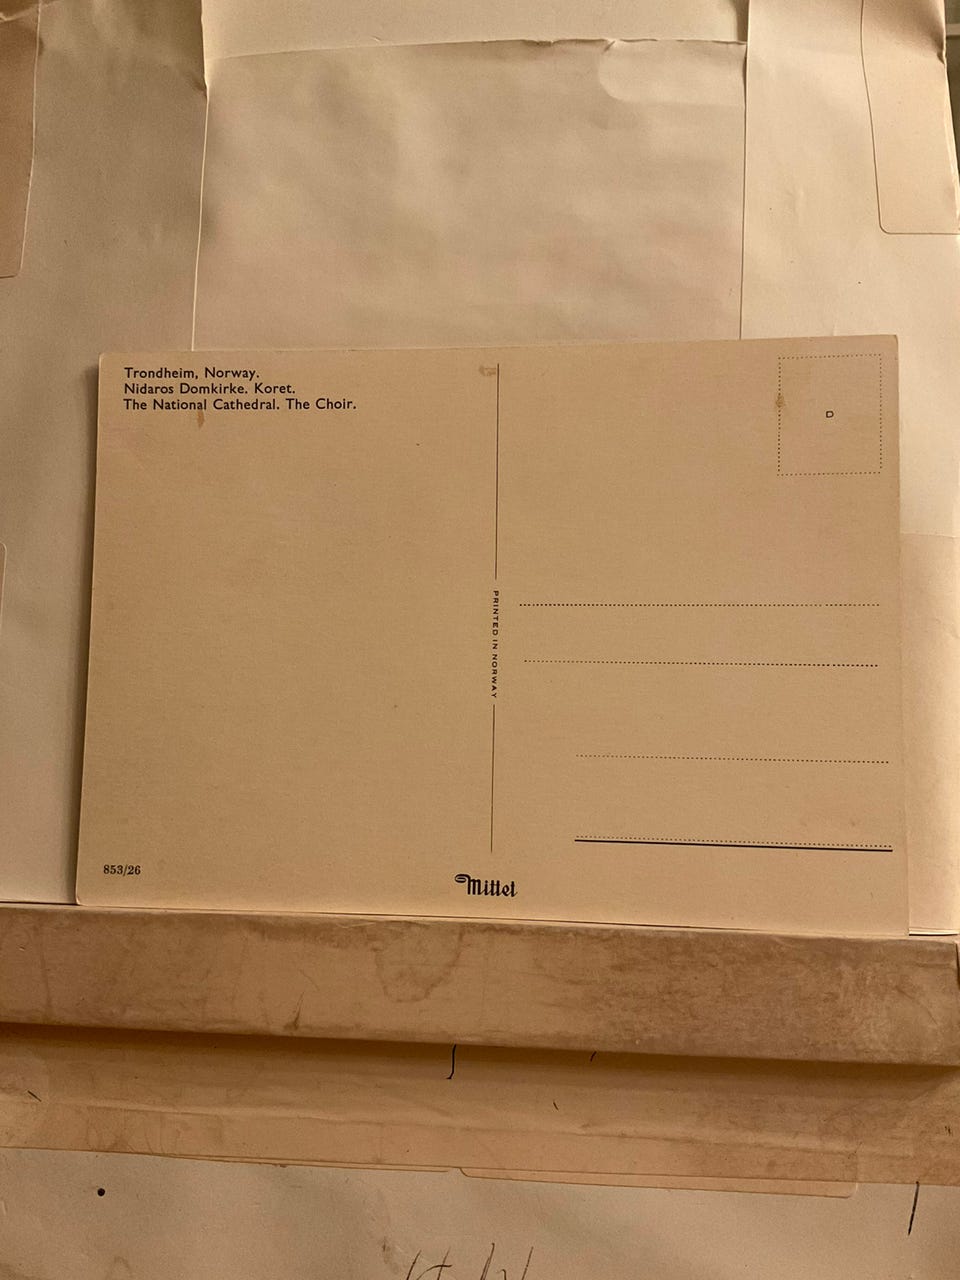 Trondheim, Norway.
Nidaros Domkirke. Koret.
The National Cathedral. The Choir.
D
PRINTED IN NORWAY
853/26
Mittet